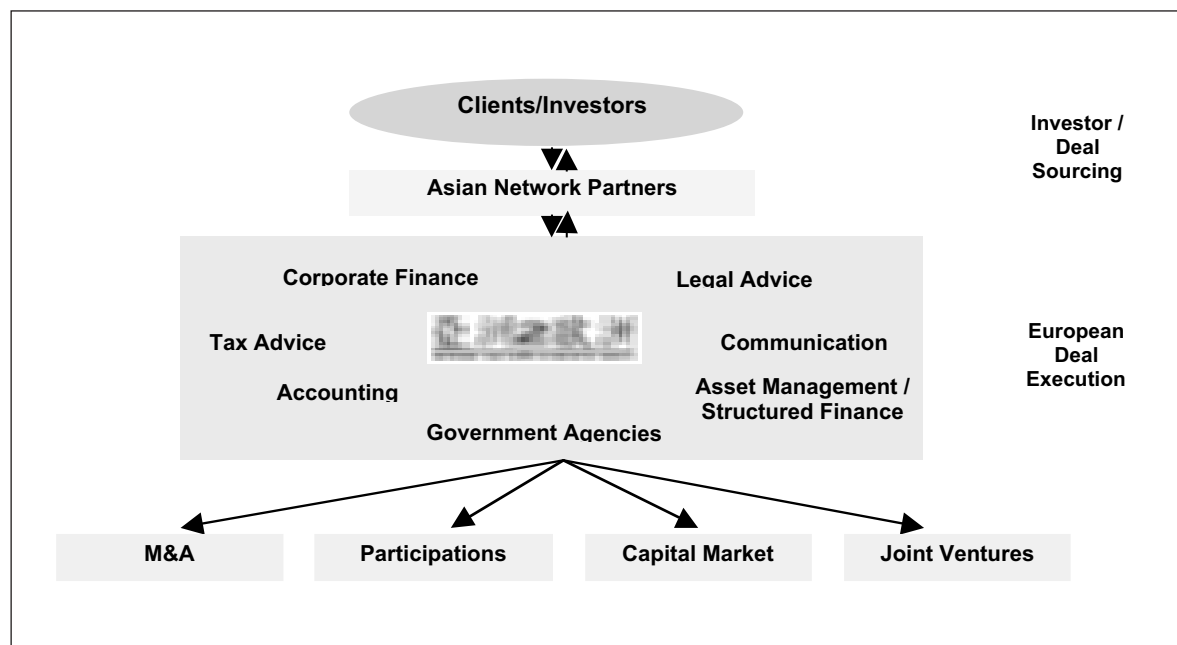 Clients/Investors
Investor /
Deal
Sourcing
Asian Network Partners
Corporate Finance
Legal Advice
Tax Advice
Communication
European
Deal
Execution
Accounting
Asset Management /
Structured Finance
Government Agencies
M&A
Participations
Capital Market
Joint Ventures